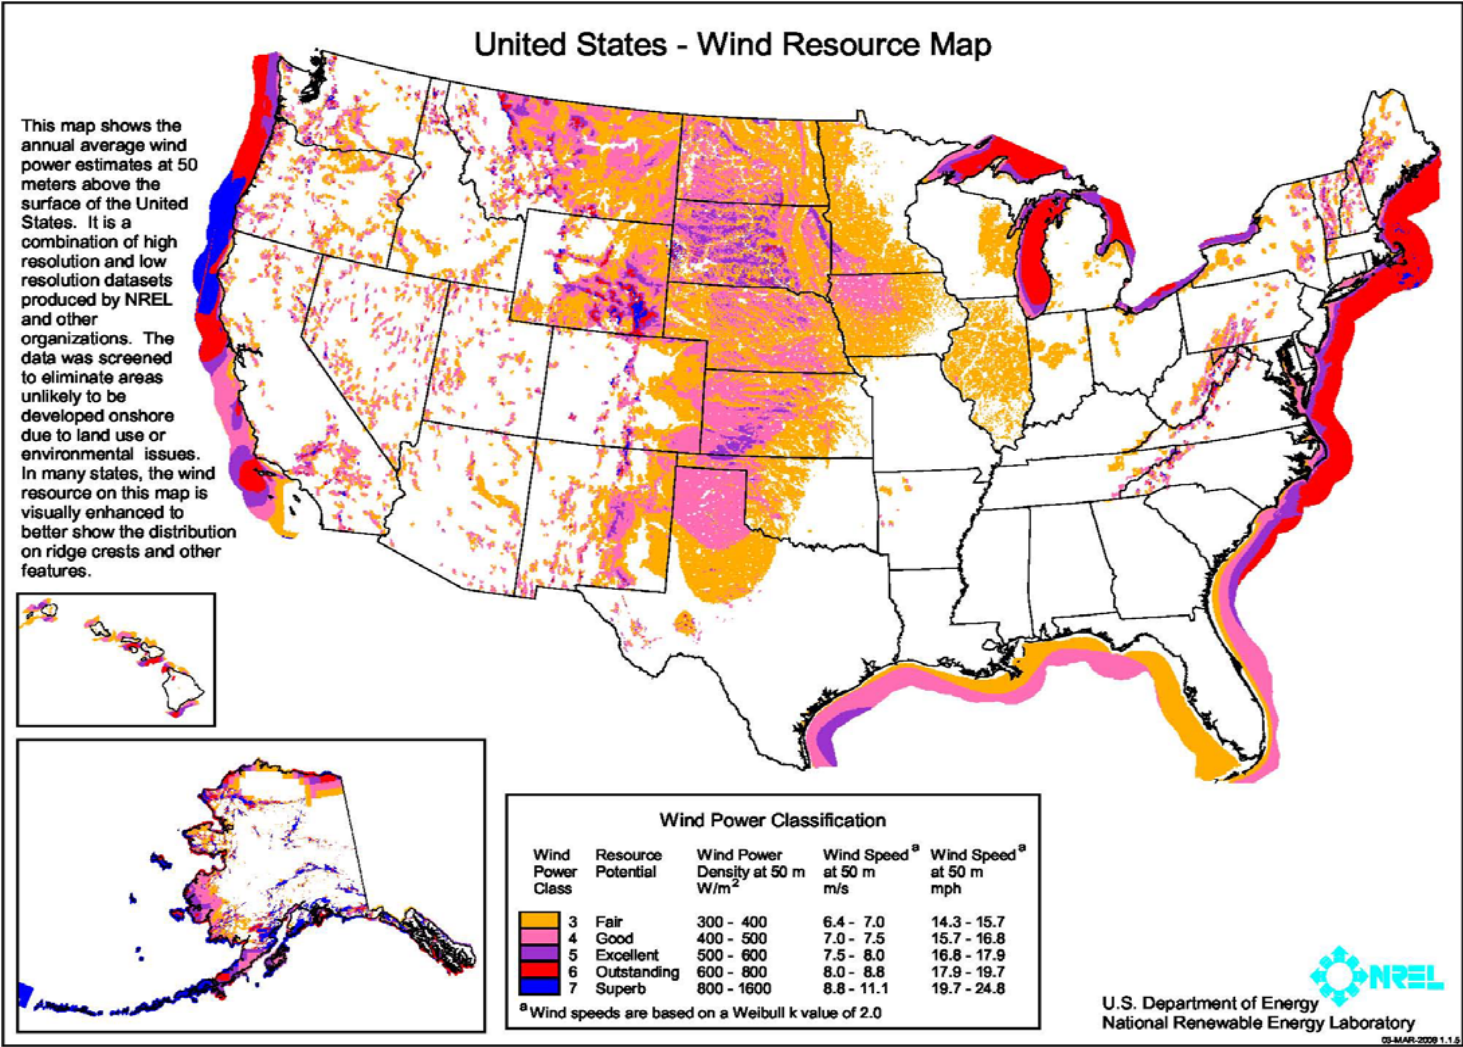 United States - Wind Resource Map
This map shows the
annual average wind
power estimates at 50
meters above the
surface of the United
States. It is a
combination of high
resolution and low
resolution datasets
produced by NREL
and other
organizations. The
data was screened
to eliminate areas
unlikely to be
developed onshore
due to land use or
environmental issues.
In many states, the wind
resource on this map is
visually enhanced to
better show the distribution
on ridge crests and other
features.
Wind Power Classification
Wind Resource Wind Power Wind Speed a Wind Speed a
Power Potential Density at 50 m at 50 m at 50 m
Class W/m2 m/s mph
3 Fair 300 - 400 6.4 - 7.0 14.3 - 15.7
4 Good 400 - 500 7.0 - 7.5 15.7 - 16.8
5 Excellent 500 - 600 7.5 - 8.0 16.8 - 17.9
6 Outstanding 600 - 800 8.0 - 8.8 17.9 - 19.7
7 Superb 800 - 1600 8.8 - 11.1 19.7 - 24.8
a Wind speeds are based on a Weibull k value of 2.0
NREL
U.S. Department of Energy
National Renewable Energy Laboratory